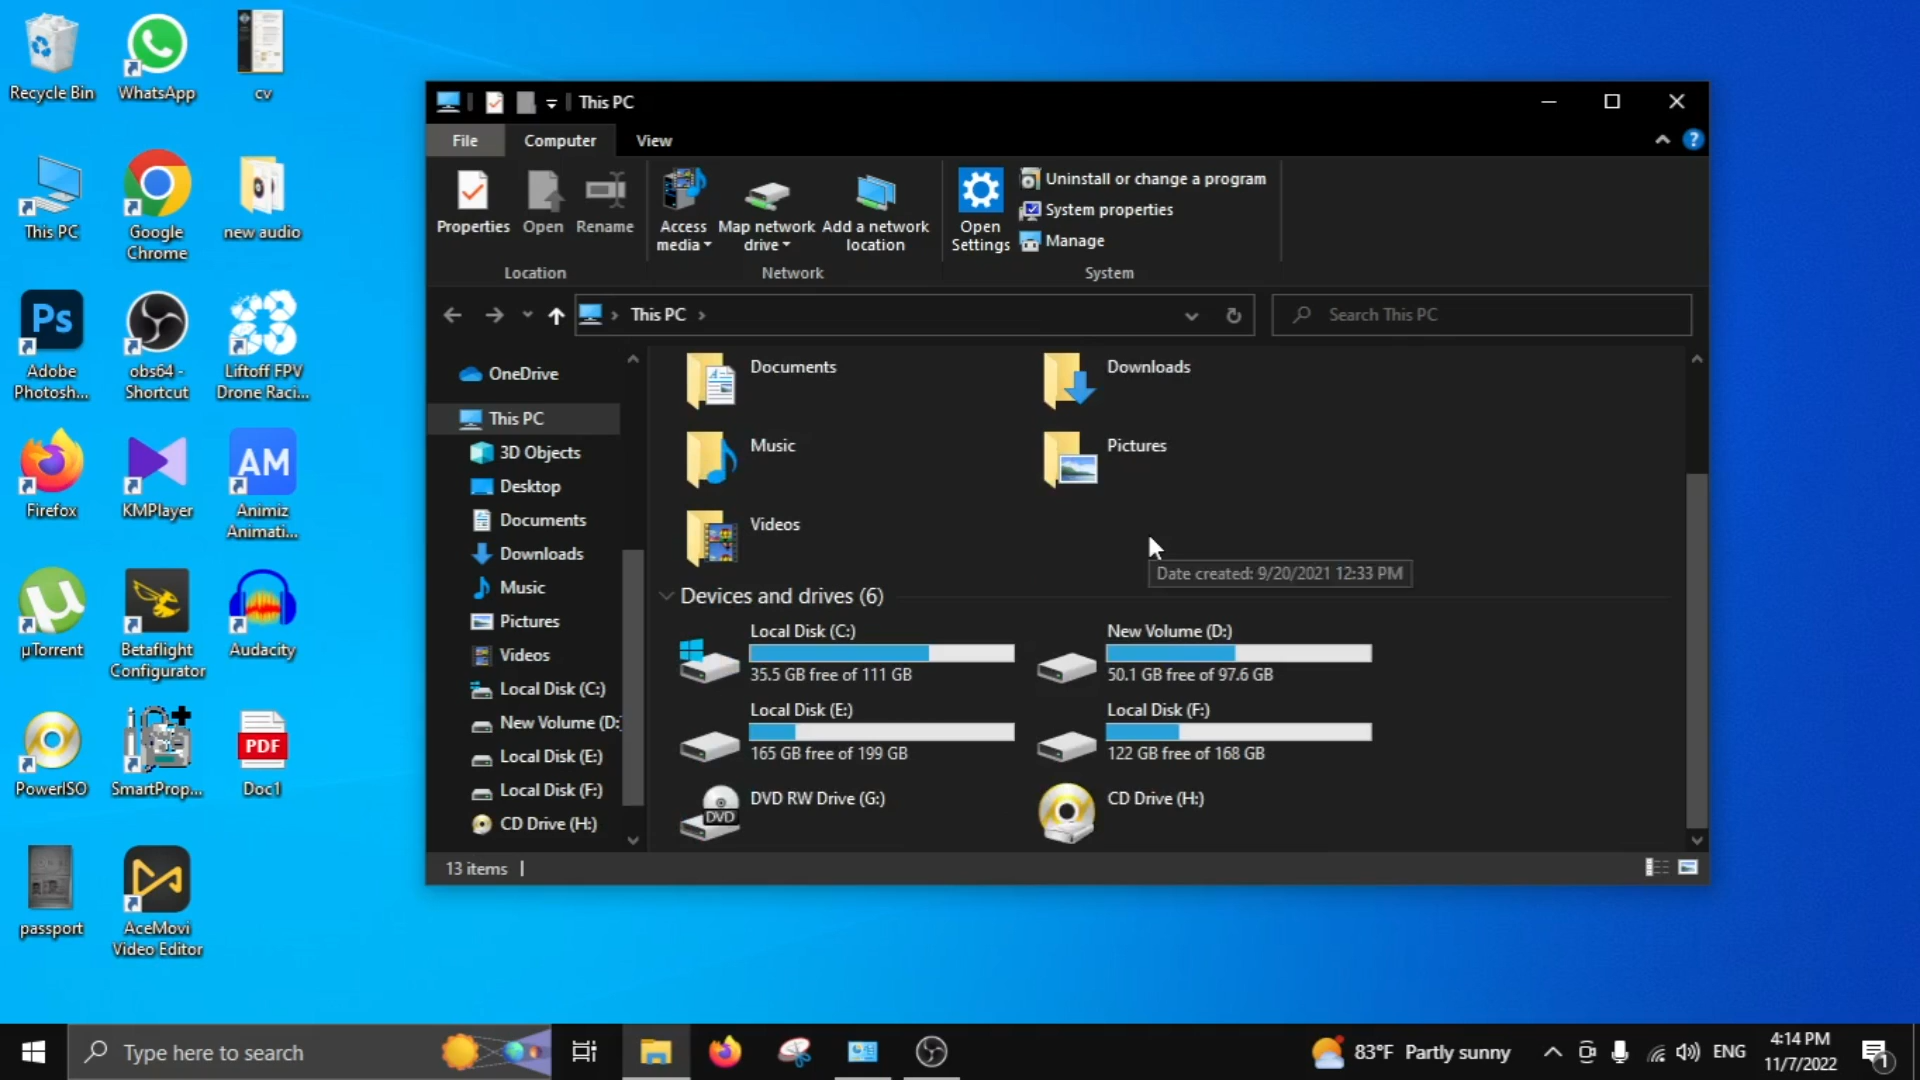 Recycle Bin
WhatsApp
cv
This PC
Google
Chrome
new audio
Ps
Adobe
Photosh...
obs64 -
Shortcut
Liftoff FPV
Drone Raci...
Firefox
KMPlayer
AM
Animiz
Animati...
µTorrent
Betaflight
Configurator
Audacity
PowerISO
SmartProp...
PDF
Doc1
passport
AceMovi
Video Editor
This PC
File
Computer
View
?
Properties
Open
Rename
Location
Access
media
Map network
drive
Add a network
location
Network
Open
Settings
Uninstall or change a program
System properties
Manage
System
This PC
Search This PC
OneDrive
This PC
3D Objects
Desktop
Documents
Downloads
Music
Pictures
Videos
Local Disk (C:)
New Volume (D:)
Local Disk (E:)
Local Disk (F:)
CD Drive (H:)
Documents
Downloads
Music
Pictures
Videos
Date created: 9/20/2021 12:33 PM
Devices and drives (6)
Local Disk (C:)
35.5 GB free of 111 GB
New Volume (D:)
50.1 GB free of 97.6 GB
Local Disk (E:)
165 GB free of 199 GB
Local Disk (F:)
122 GB free of 168 GB
DVD
DVD RW Drive (G:)
CD Drive (H:)
13 items
Type here to search
83°F Partly sunny
ENG
4:14 PM
11/7/2022
1